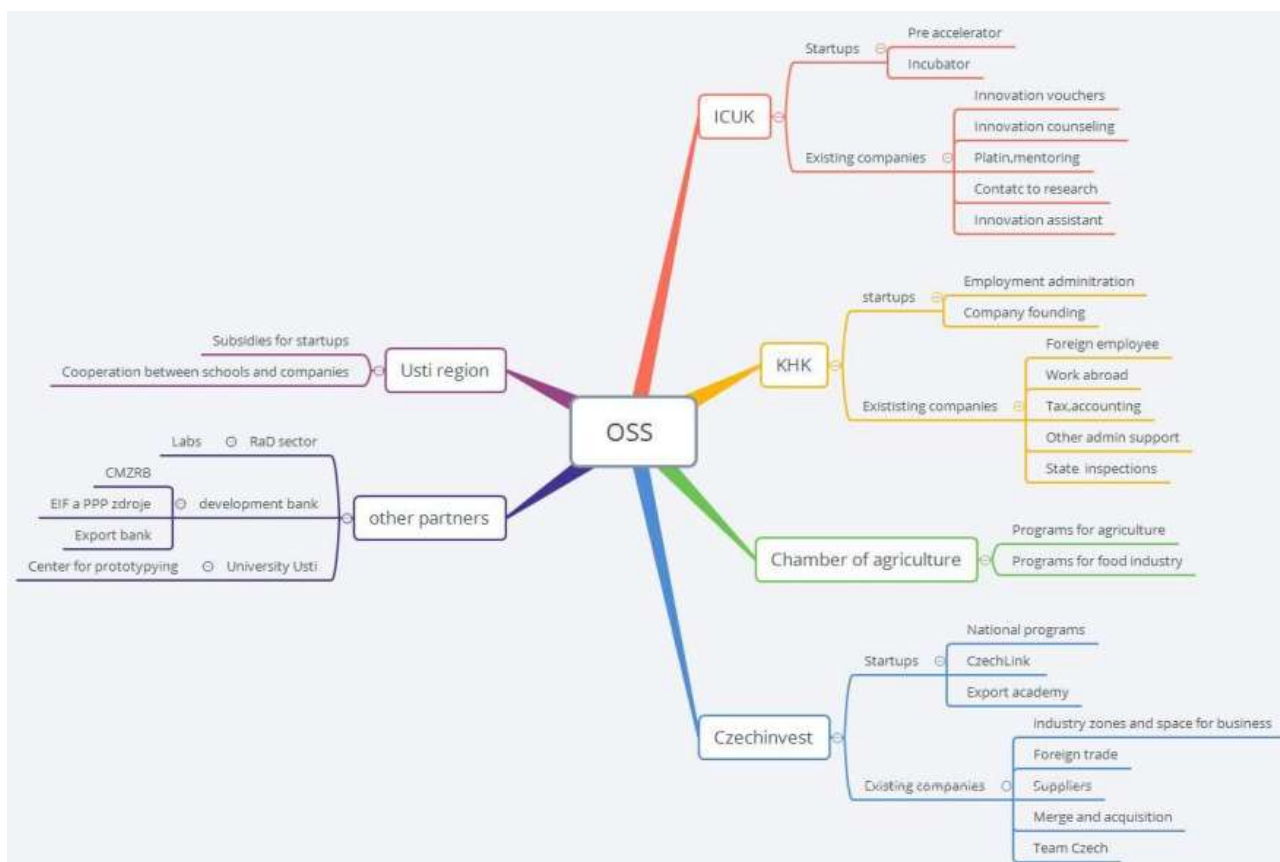 OSS
ICUK
Startups
Pre accelerator
Incubator
Existing companies
Innovation vouchers
Innovation counseling
Platin.mentoring
Contatc to research
Innovation assistant
KHK
startups
Employment adminitration
Company founding
Exististing companies
Foreign employee
Work abroad
Tax.accounting
Other admin support
State inspections
Chamber of agriculture
Programs for agriculture
Programs for food industry
Czechinvest
Startups
National programs
CzechLink
Export academy
Existing companies
Industry zones and space for business
Foreign trade
Suppliers
Merge and acquisition
Team Czech
Usti region
Subsidies for startups
Cooperation between schools and companies
other partners
RaD sector
Labs
development bank
CMZRB
EIF a PPP zdroje
Export bank
University Usti
Center for prototypying